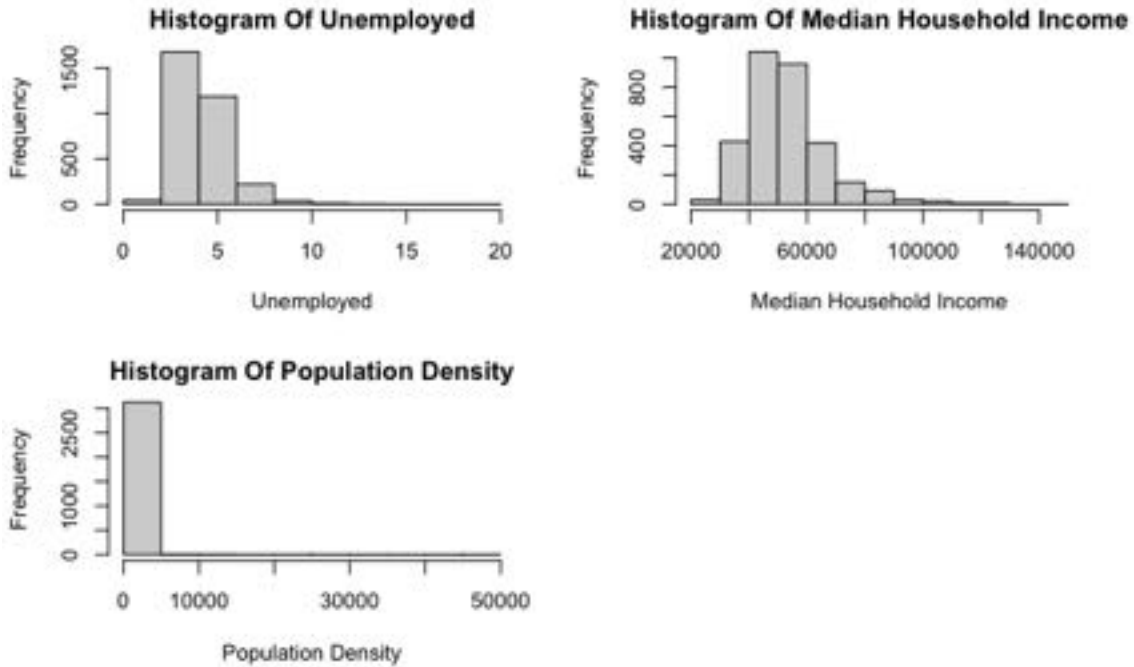 Histogram Of Unemployed
Frequency
0 500 1500
0 5 10 15 20
Unemployed
Histogram Of Median Household Income
Frequency
0 400 800
20000 60000 100000 140000
Median Household Income
Histogram Of Population Density
Frequency
0 1000 2500
0 10000 30000 50000
Population Density